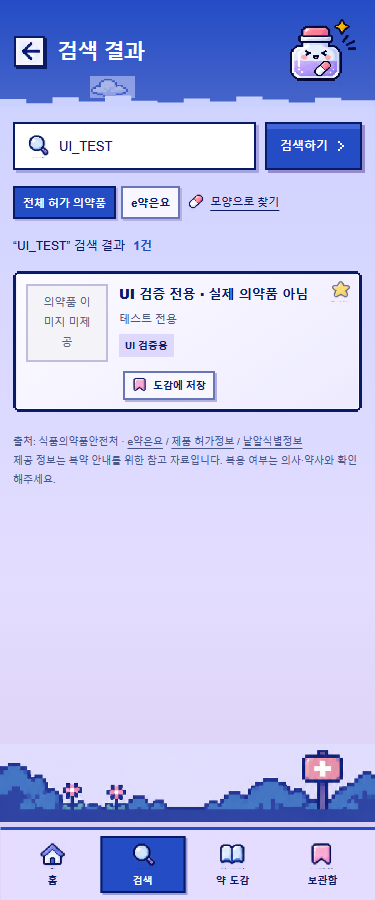 검색 결과
UI_TEST
검색하기
전체 허가 의약품
e약은요
모양으로 찾기
“UI_TEST” 검색 결과 1건
의약품 이
미지 미제
공
UI 검증 전용 · 실제 의약품 아님
테스트 전용
UI 검증용
도감에 저장
출처: 식품의약품안전처 · e약은요 / 제품 허가정보 / 낱알식별정보
제공 정보는 복약 안내를 위한 참고 자료입니다. 복용 여부는 의사·약사와 확인
해주세요.
홈
검색
약 도감
보관함